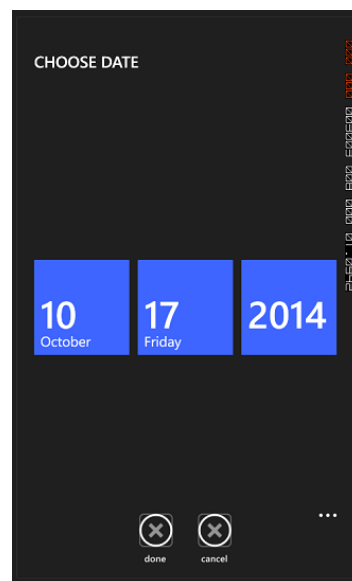 CHOOSE DATE
10
October
17
Friday
2014
done
cancel